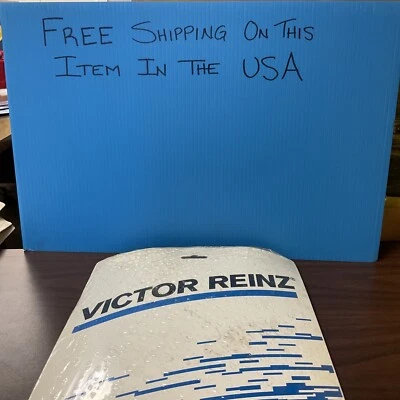 FREE SHIPPING ON THIS
ITEM IN THE USA
VICTOR REINZ®